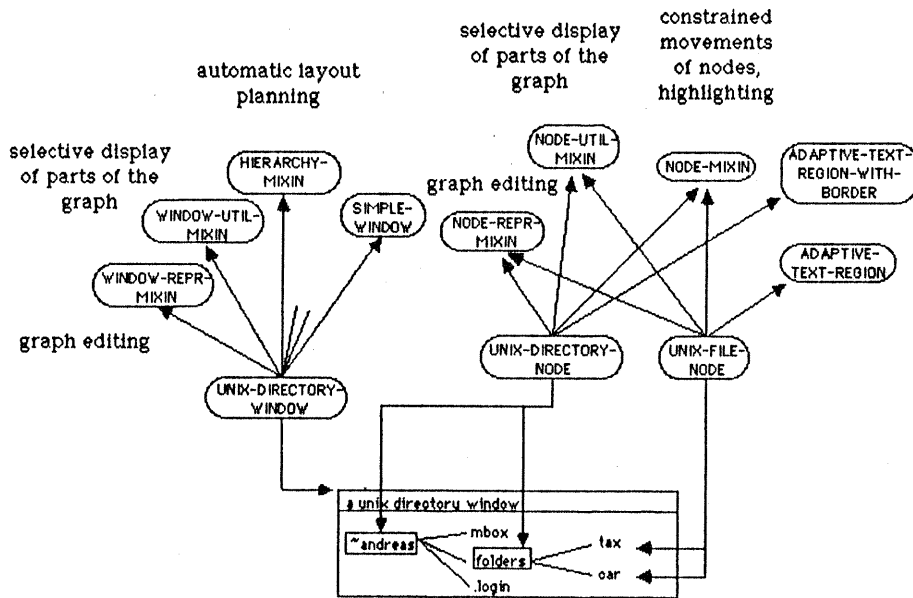 selective display
of parts of the
graph
constrained
movements
of nodes,
highlighting
automatic layout
planning
selective display
of parts of the
graph
HIERARCHY-
MIXIN
WINDOW-UTIL-
MIXIN
SIMPLE-
WINDOW
WINDOW-REPR-
MIXIN
graph editing
NODE-UTIL-
MIXIN
NODE-MIXIN
ADAPTIVE-TEXT-
REGION-WITH-
BORDER
graph editing
NODE-REPR-
MIXIN
ADAPTIVE-
TEXT-REGION
UNIX-DIRECTORY-
WINDOW
UNIX-DIRECTORY-
NODE
UNIX-FILE-
NODE
a unix directory window
~andreas
mbox
folders
.login
tax
car